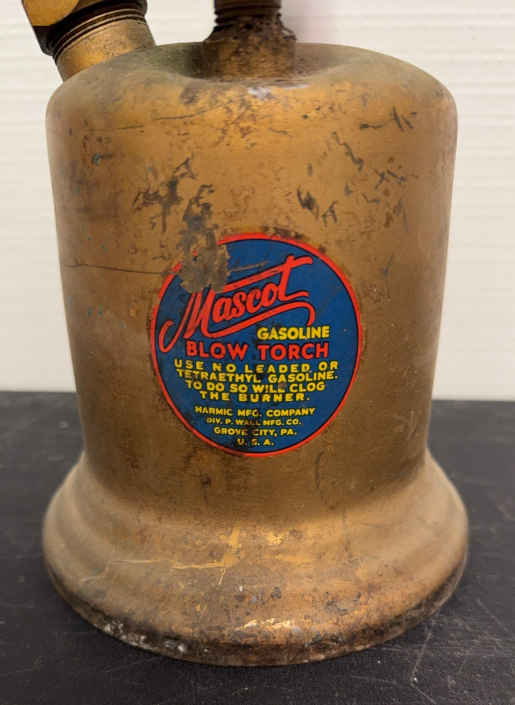 Mascot
GASOLINE
BLOW TORCH
USE NO LEADED OR
TETRAETHYL GASOLINE.
TO DO SO WILL CLOG
THE BURNER.
HARMIC MFG. COMPANY
DIV. P. WALL MFG. CO.
GROVE CITY, PA.
U. S. A.